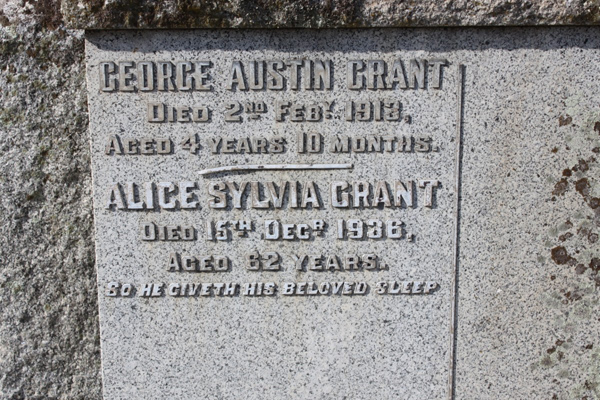 GEORGE AUSTIN GRANT
DIED 2ND FEBY. 1913,
AGED 4 YEARS 10 MONTHS.
ALICE SYLVIA GRANT
DIED 15TH DECR 1936,
AGED 62 YEARS.
SO HE GIVETH HIS BELOVED SLEEP